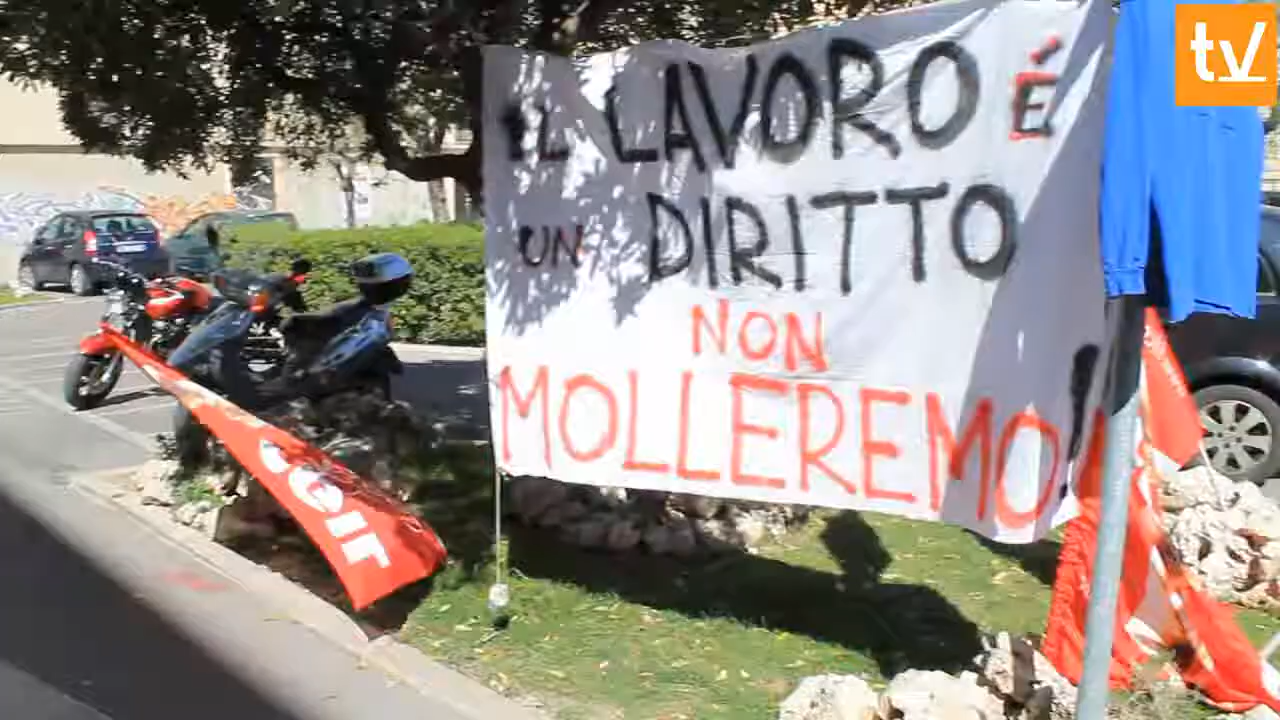 tv
IL LAVORO É
UN DIRITTO
NON
MOLLEREMO!
CGIL